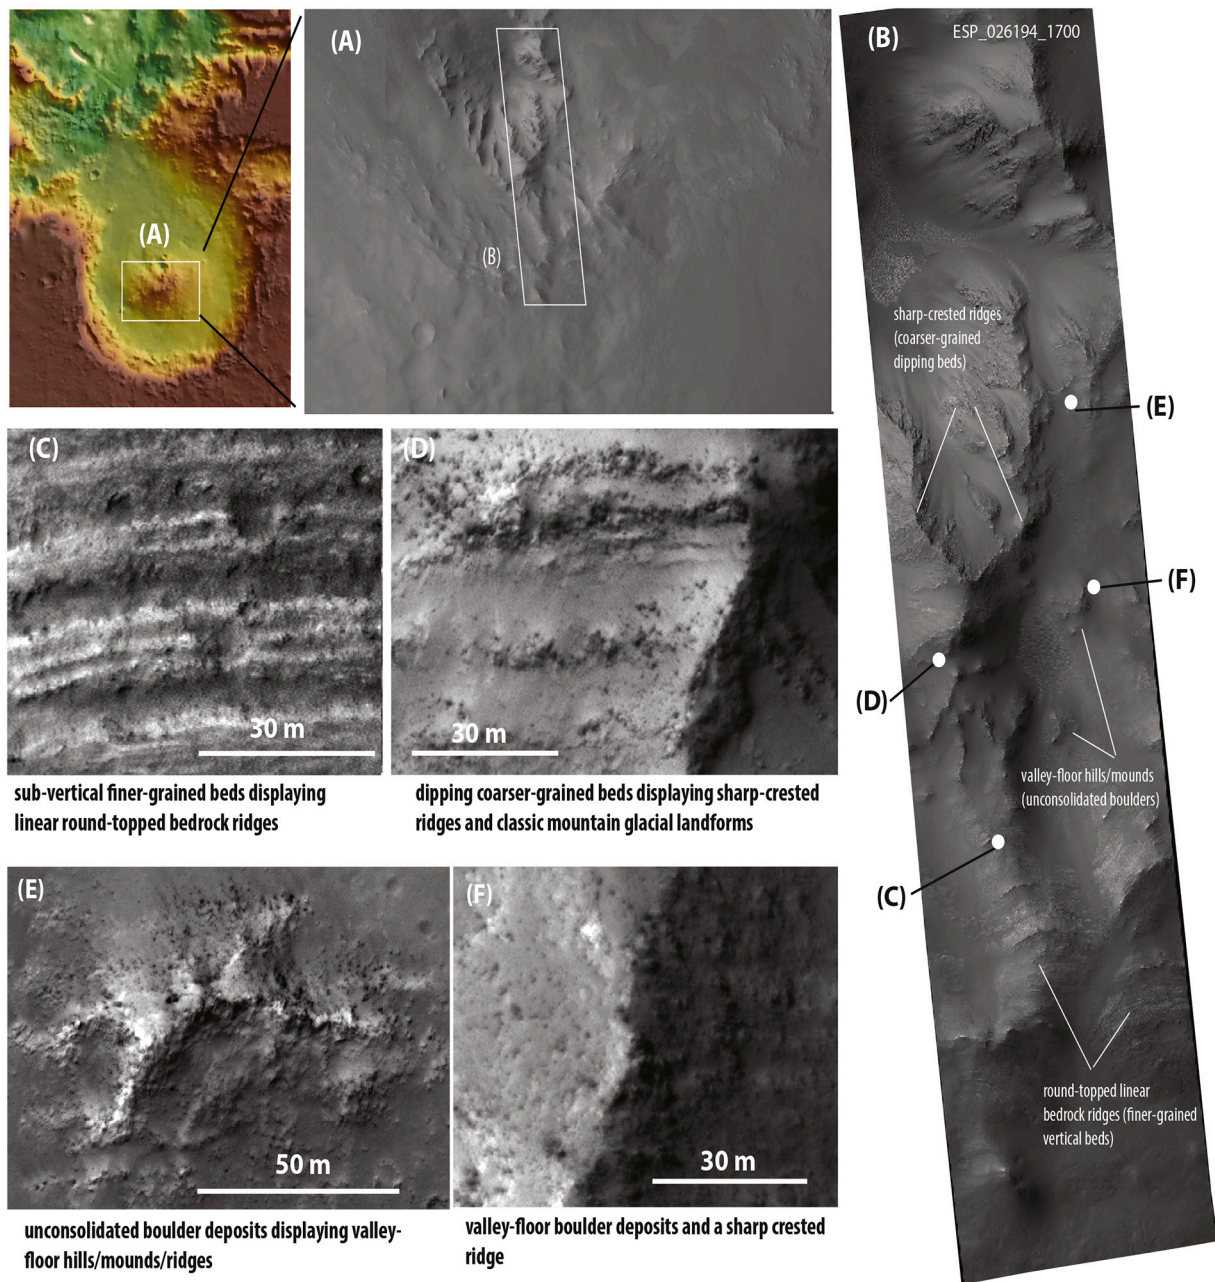 (A)
(A)
(B)
(B)
ESP_026194_1700
sharp-crested ridges
(coarser-grained
dipping beds)
(E)
(F)
(D)
valley-floor hills/mounds
(unconsolidated boulders)
(C)
round-topped linear
bedrock ridges (finer-grained
vertical beds)
(C)
30 m
sub-vertical finer-grained beds displaying
linear round-topped bedrock ridges
(D)
30 m
dipping coarser-grained beds displaying sharp-crested
ridges and classic mountain glacial landforms
(E)
50 m
unconsolidated boulder deposits displaying valley-
floor hills/mounds/ridges
(F)
30 m
valley-floor boulder deposits and a sharp crested
ridge